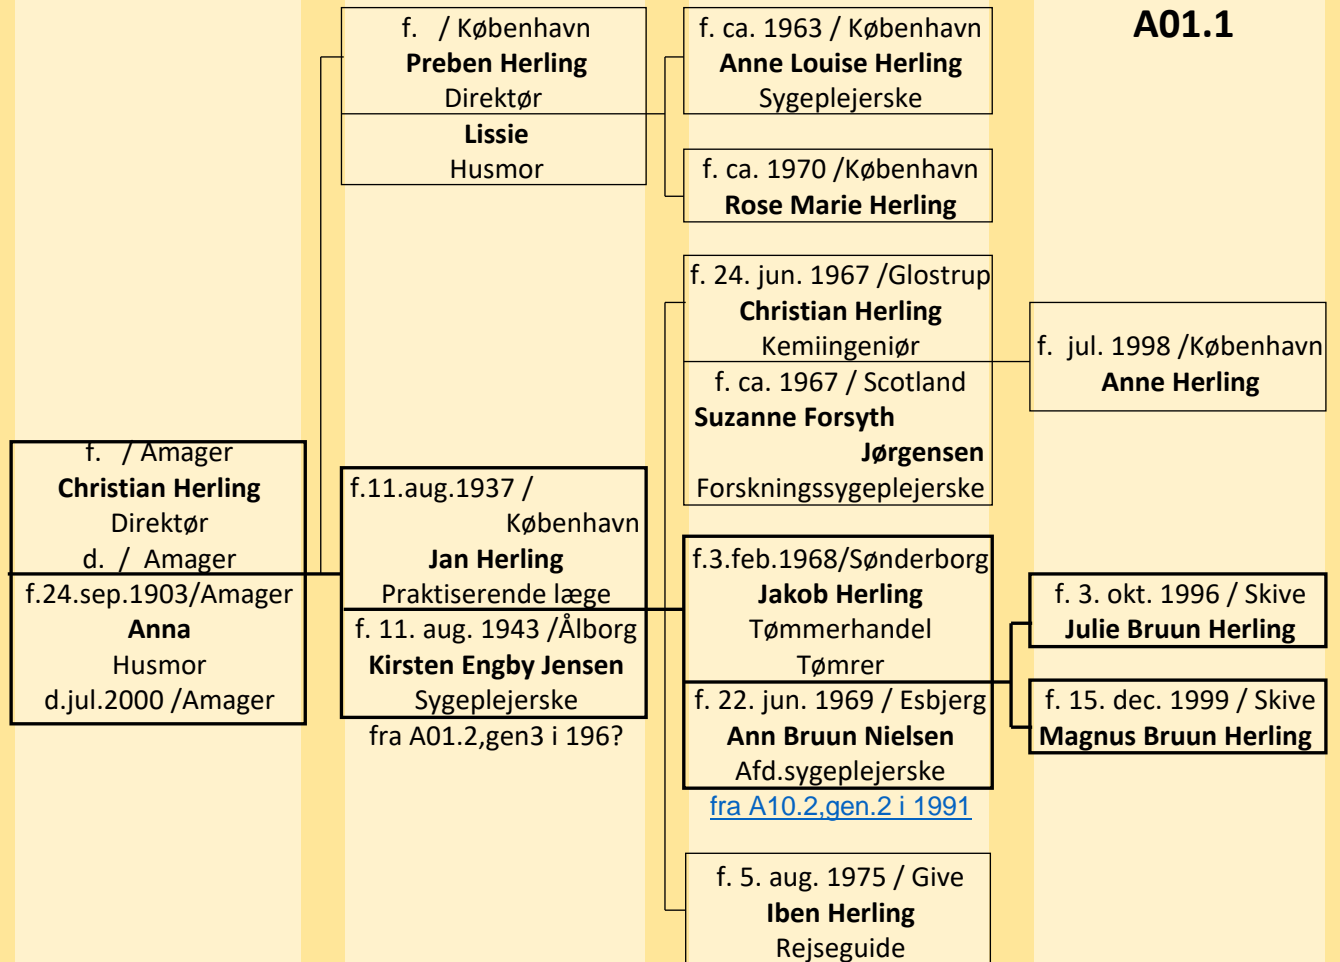 A01.1
f.   / København
Preben Herling
Direktør
Lissie
Husmor
f. ca. 1963 / København
Anne Louise Herling
Sygeplejerske
f. ca. 1970 /København
Rose Marie Herling
f. 24. jun. 1967 /Glostrup
Christian Herling
Kemiingeniør
f. ca. 1967 / Scotland
Suzanne Forsyth
Jørgensen
Forskningssygeplejerske
f.  jul. 1998 /København
Anne Herling
f.   / Amager
Christian Herling
Direktør
d.  /  Amager
f.24.sep.1903/Amager
Anna
Husmor
d.jul.2000 /Amager
f.11.aug.1937 /
København
Jan Herling
Praktiserende læge
f. 11. aug. 1943 /Ålborg
Kirsten Engby Jensen
Sygeplejerske
fra A01.2,gen3 i 196?
f.3.feb.1968/Sønderborg
Jakob Herling
Tømmerhandel
Tømrer
f. 22. jun. 1969 / Esbjerg
Ann Bruun Nielsen
Afd.sygeplejerske
fra A10.2,gen.2 i 1991
f. 3. okt. 1996 / Skive
Julie Bruun Herling
f. 15. dec. 1999 / Skive
Magnus Bruun Herling
f. 5. aug. 1975 / Give
Iben Herling
Rejseguide